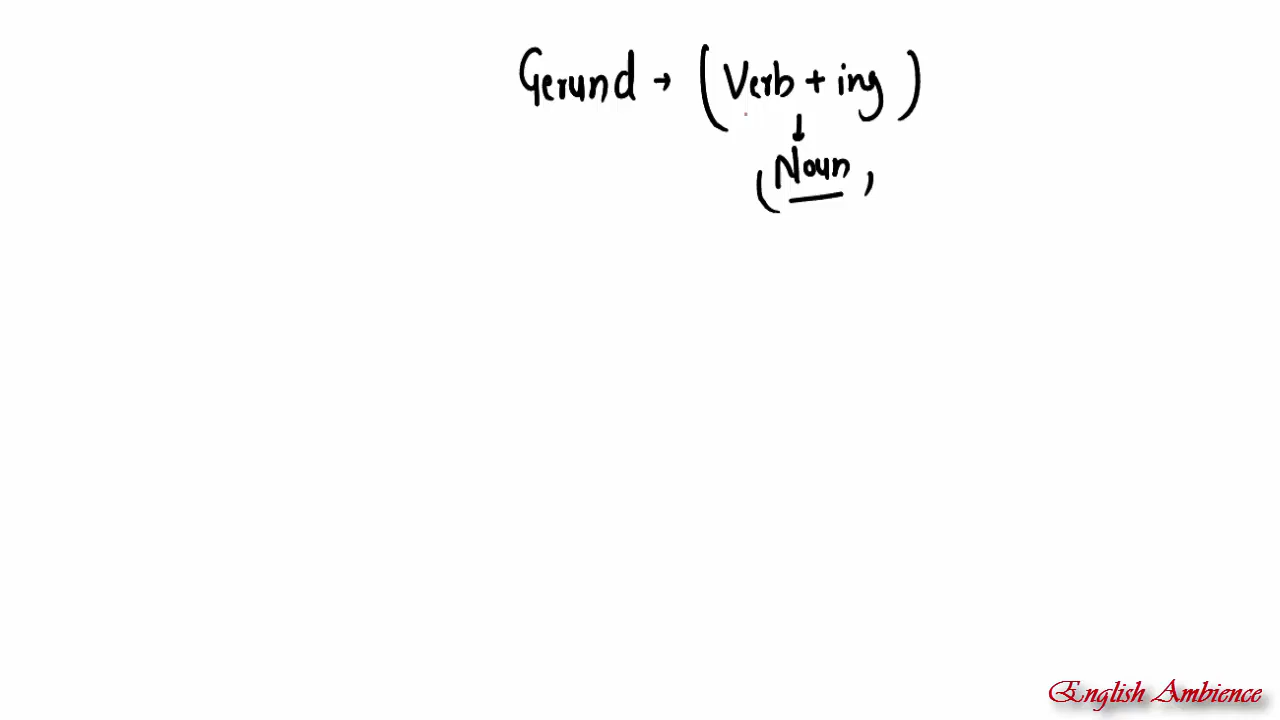 Gerund → (Verb + ing)
↓
(Noun,
English Ambience